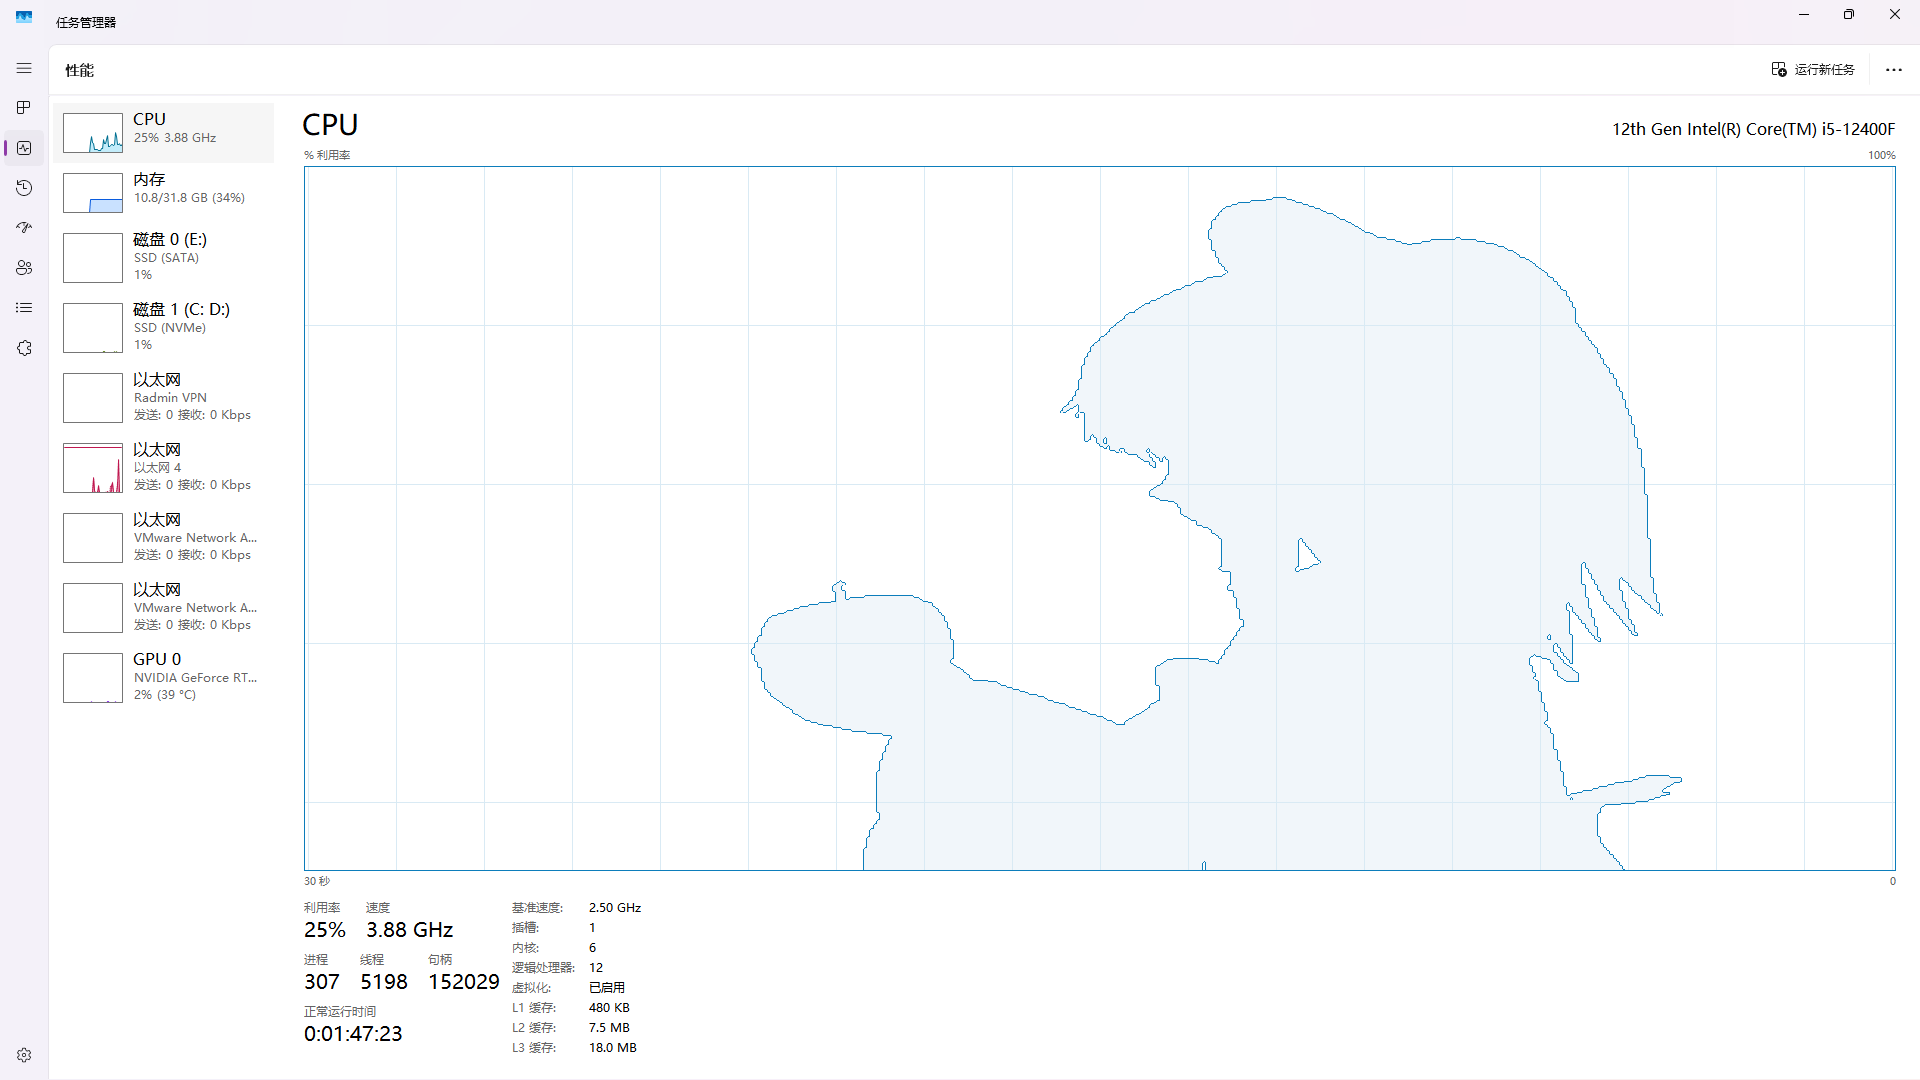 任务管理器
性能
运行新任务
CPU
25% 3.88 GHz
内存
10.8/31.8 GB (34%)
磁盘 0 (E:)
SSD (SATA)
1%
磁盘 1 (C: D:)
SSD (NVMe)
1%
以太网
Radmin VPN
发送: 0 接收: 0 Kbps
以太网
以太网 4
发送: 0 接收: 0 Kbps
以太网
VMware Network A...
发送: 0 接收: 0 Kbps
以太网
VMware Network A...
发送: 0 接收: 0 Kbps
GPU 0
NVIDIA GeForce RT...
2% (39 °C)
CPU
12th Gen Intel(R) Core(TM) i5-12400F
% 利用率
100%
30 秒
0
利用率 速度
25% 3.88 GHz
进程 线程 句柄
307 5198 152029
正常运行时间
0:01:47:23
基准速度: 2.50 GHz
插槽: 1
内核: 6
逻辑处理器: 12
虚拟化: 已启用
L1 缓存: 480 KB
L2 缓存: 7.5 MB
L3 缓存: 18.0 MB